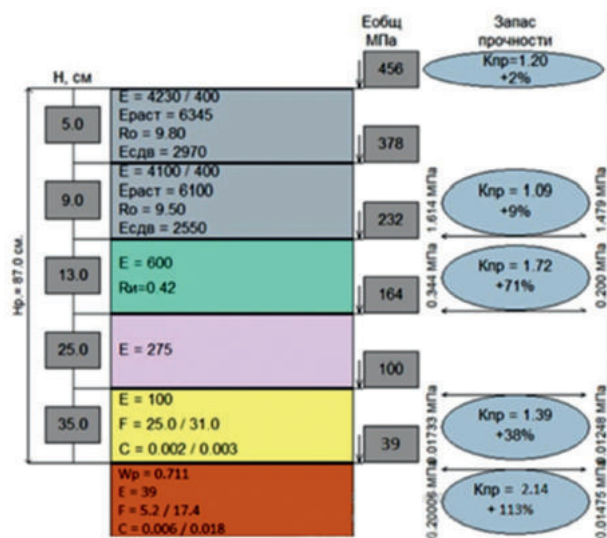 Еобщ
МПа
Запас
прочности
H, см
456
Кпр=1.20
+2%
E = 4230 / 400
Ераст = 6345
Ro = 9.80
Есдв = 2970
5.0
378
E = 4100 / 400
Ераст = 6100
Ro = 9.50
Есдв = 2550
9.0
232
1.614 МПа
Кпр = 1.09
+9%
1.479 МПа
E = 600
Rи=0.42
13.0
164
0.344 МПа
Кпр = 1.72
+71%
0.200 МПа
Нр.= 87.0 см.
E = 275
25.0
100
E = 100
F = 25.0 / 31.0
C = 0.002 / 0.003
35.0
39
0.01733 МПа
Кпр = 1.39
+38%
0.01248 МПа
Wp = 0.711
E = 39
F = 5.2 / 17.4
C = 0.006 / 0.018
0.20006 МПа
Кпр = 2.14
+ 113%
0.01475 МПа